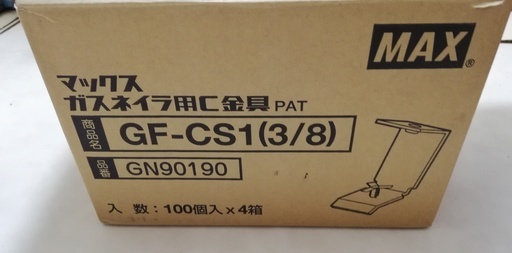 MAX
マックス
ガスネイラ用C金具 PAT
商品名 GF-CS1(3/8)
品番 GN90190
入数：100個入×4箱